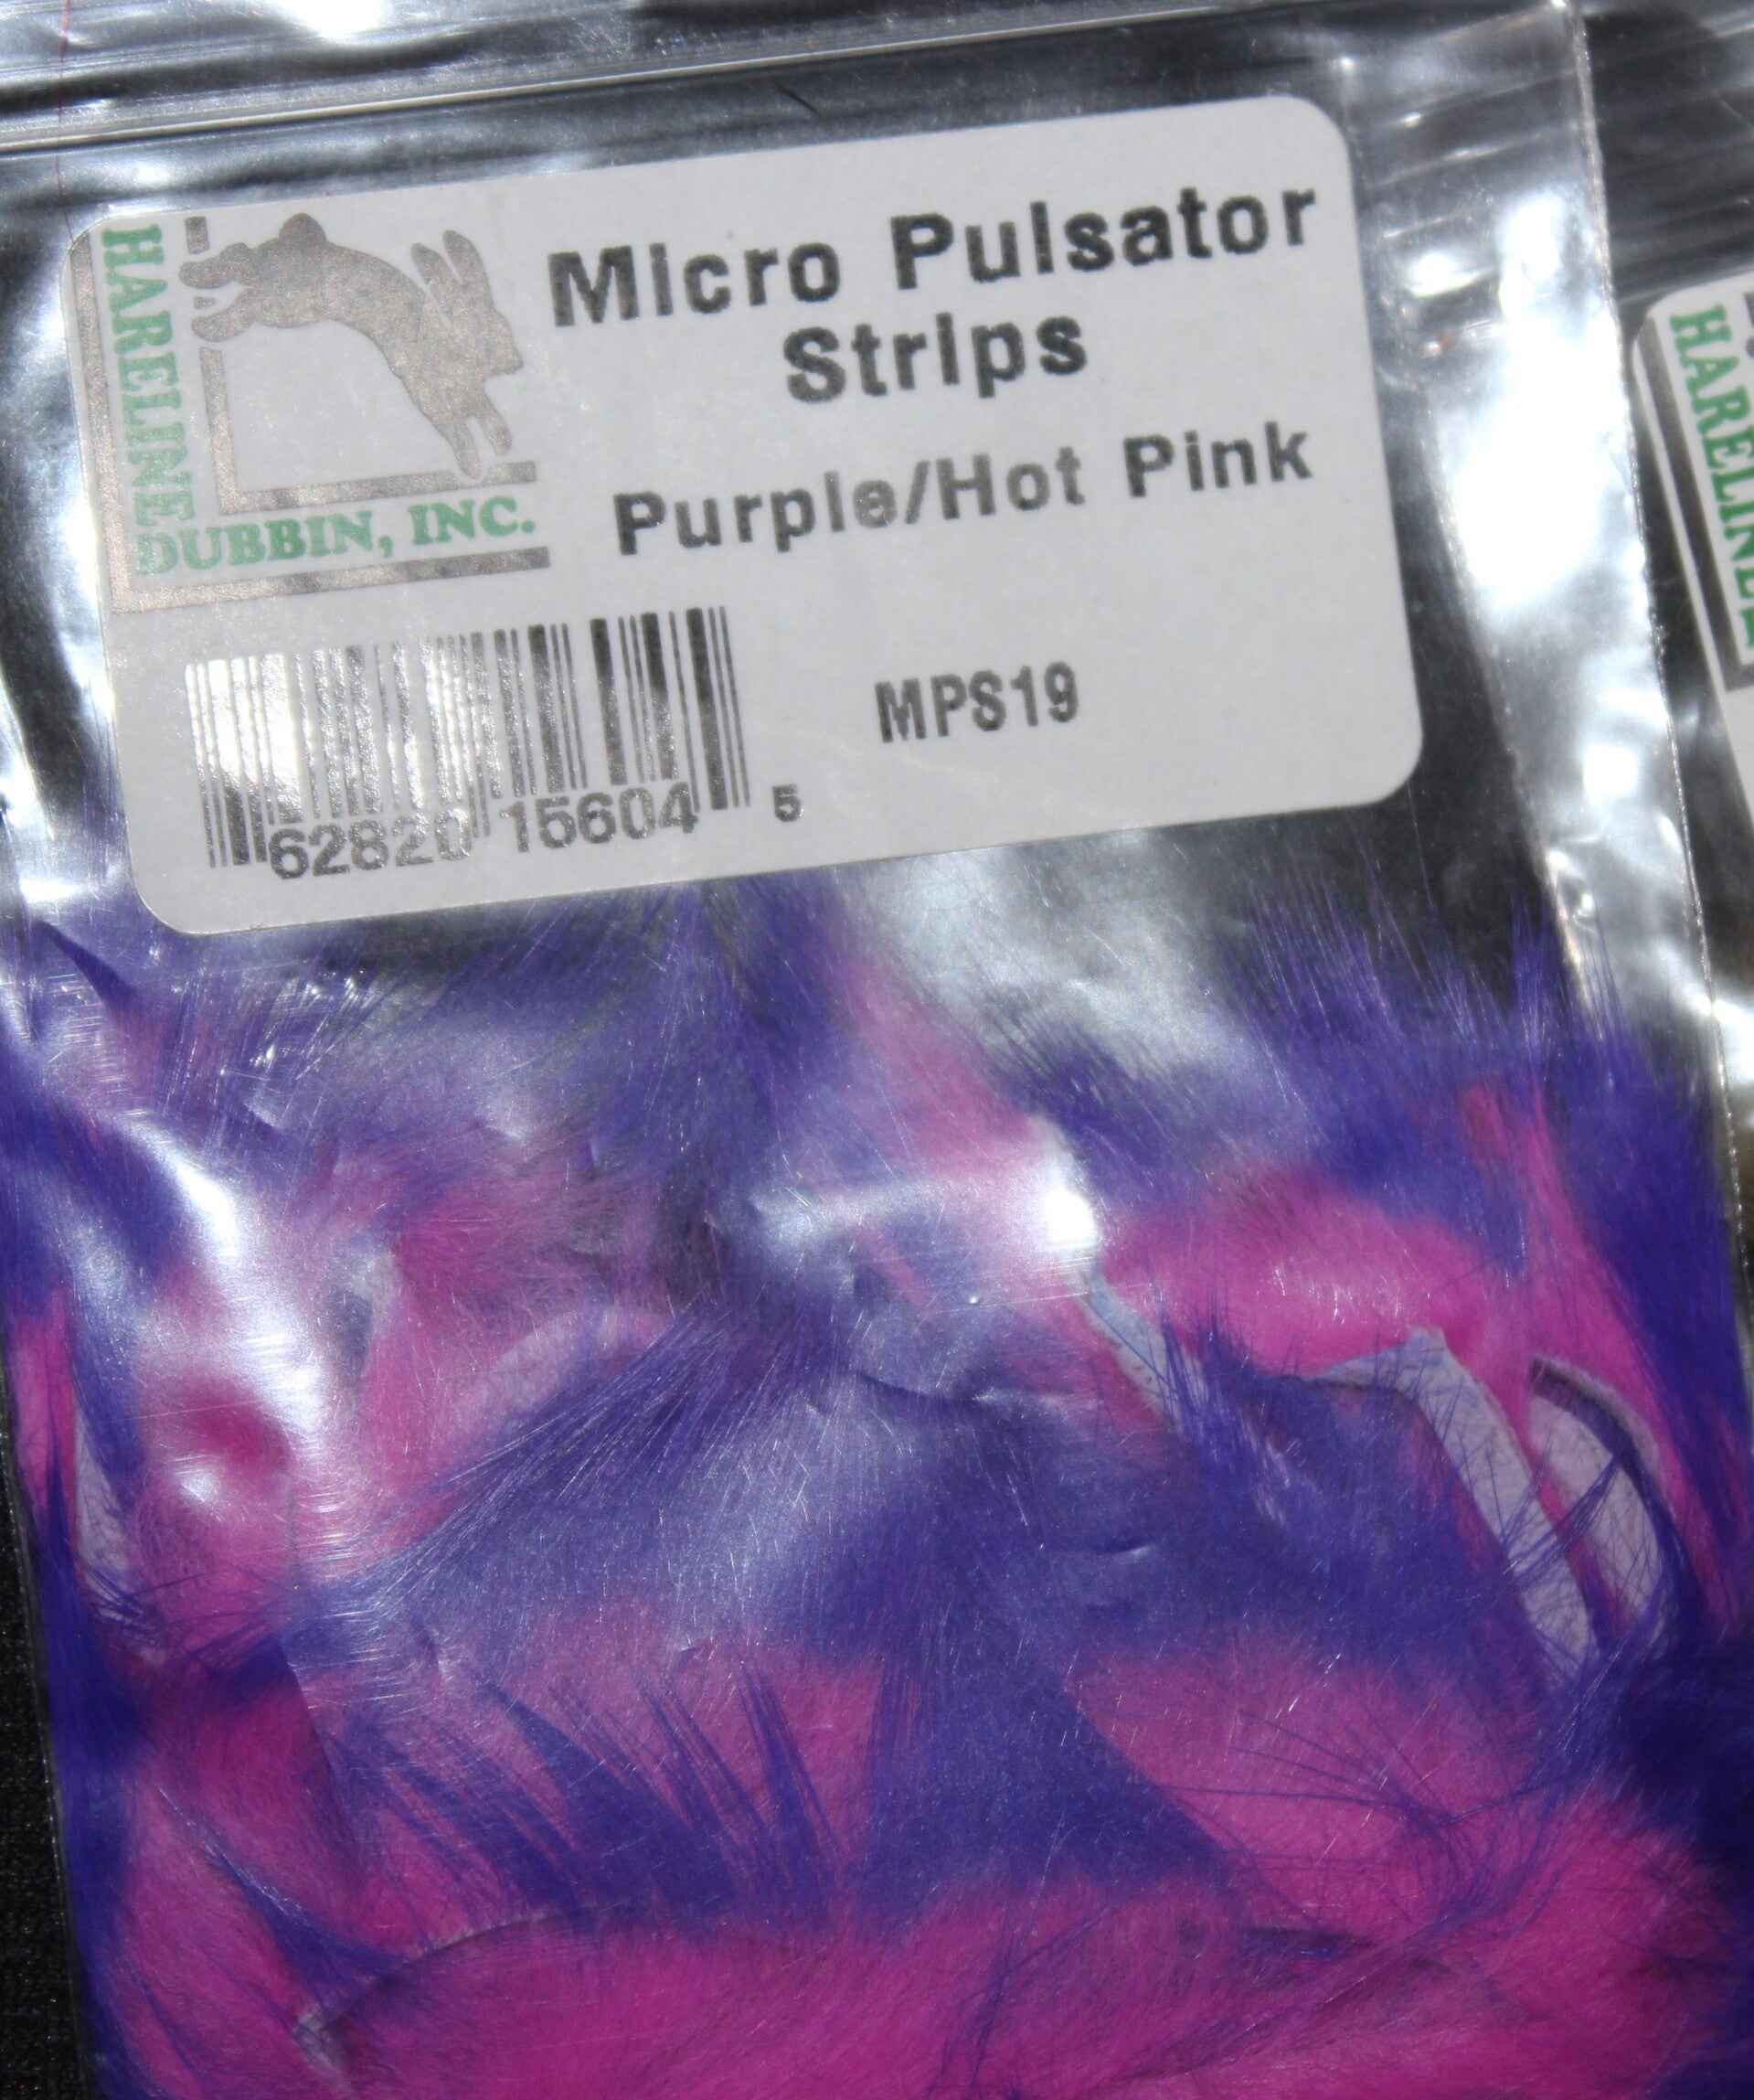 HARELINE
DUBBIN, INC.
Micro Pulsator
Strips
Purple/Hot Pink
62820 15604 5
MPS19
HARELINE